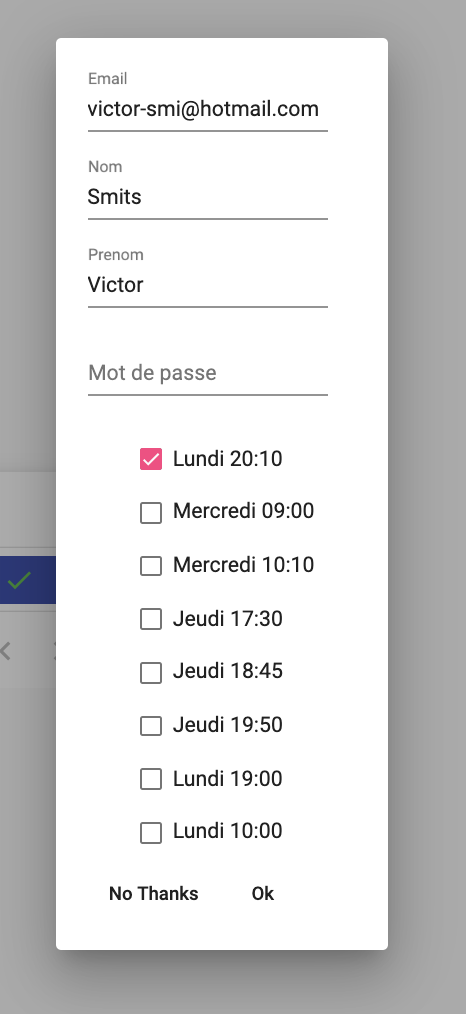 Email
victor-smi@hotmail.com
Nom
Smits
Prenom
Victor
Mot de passe
Lundi 20:10
Mercredi 09:00
Mercredi 10:10
Jeudi 17:30
Jeudi 18:45
Jeudi 19:50
Lundi 19:00
Lundi 10:00
No Thanks Ok